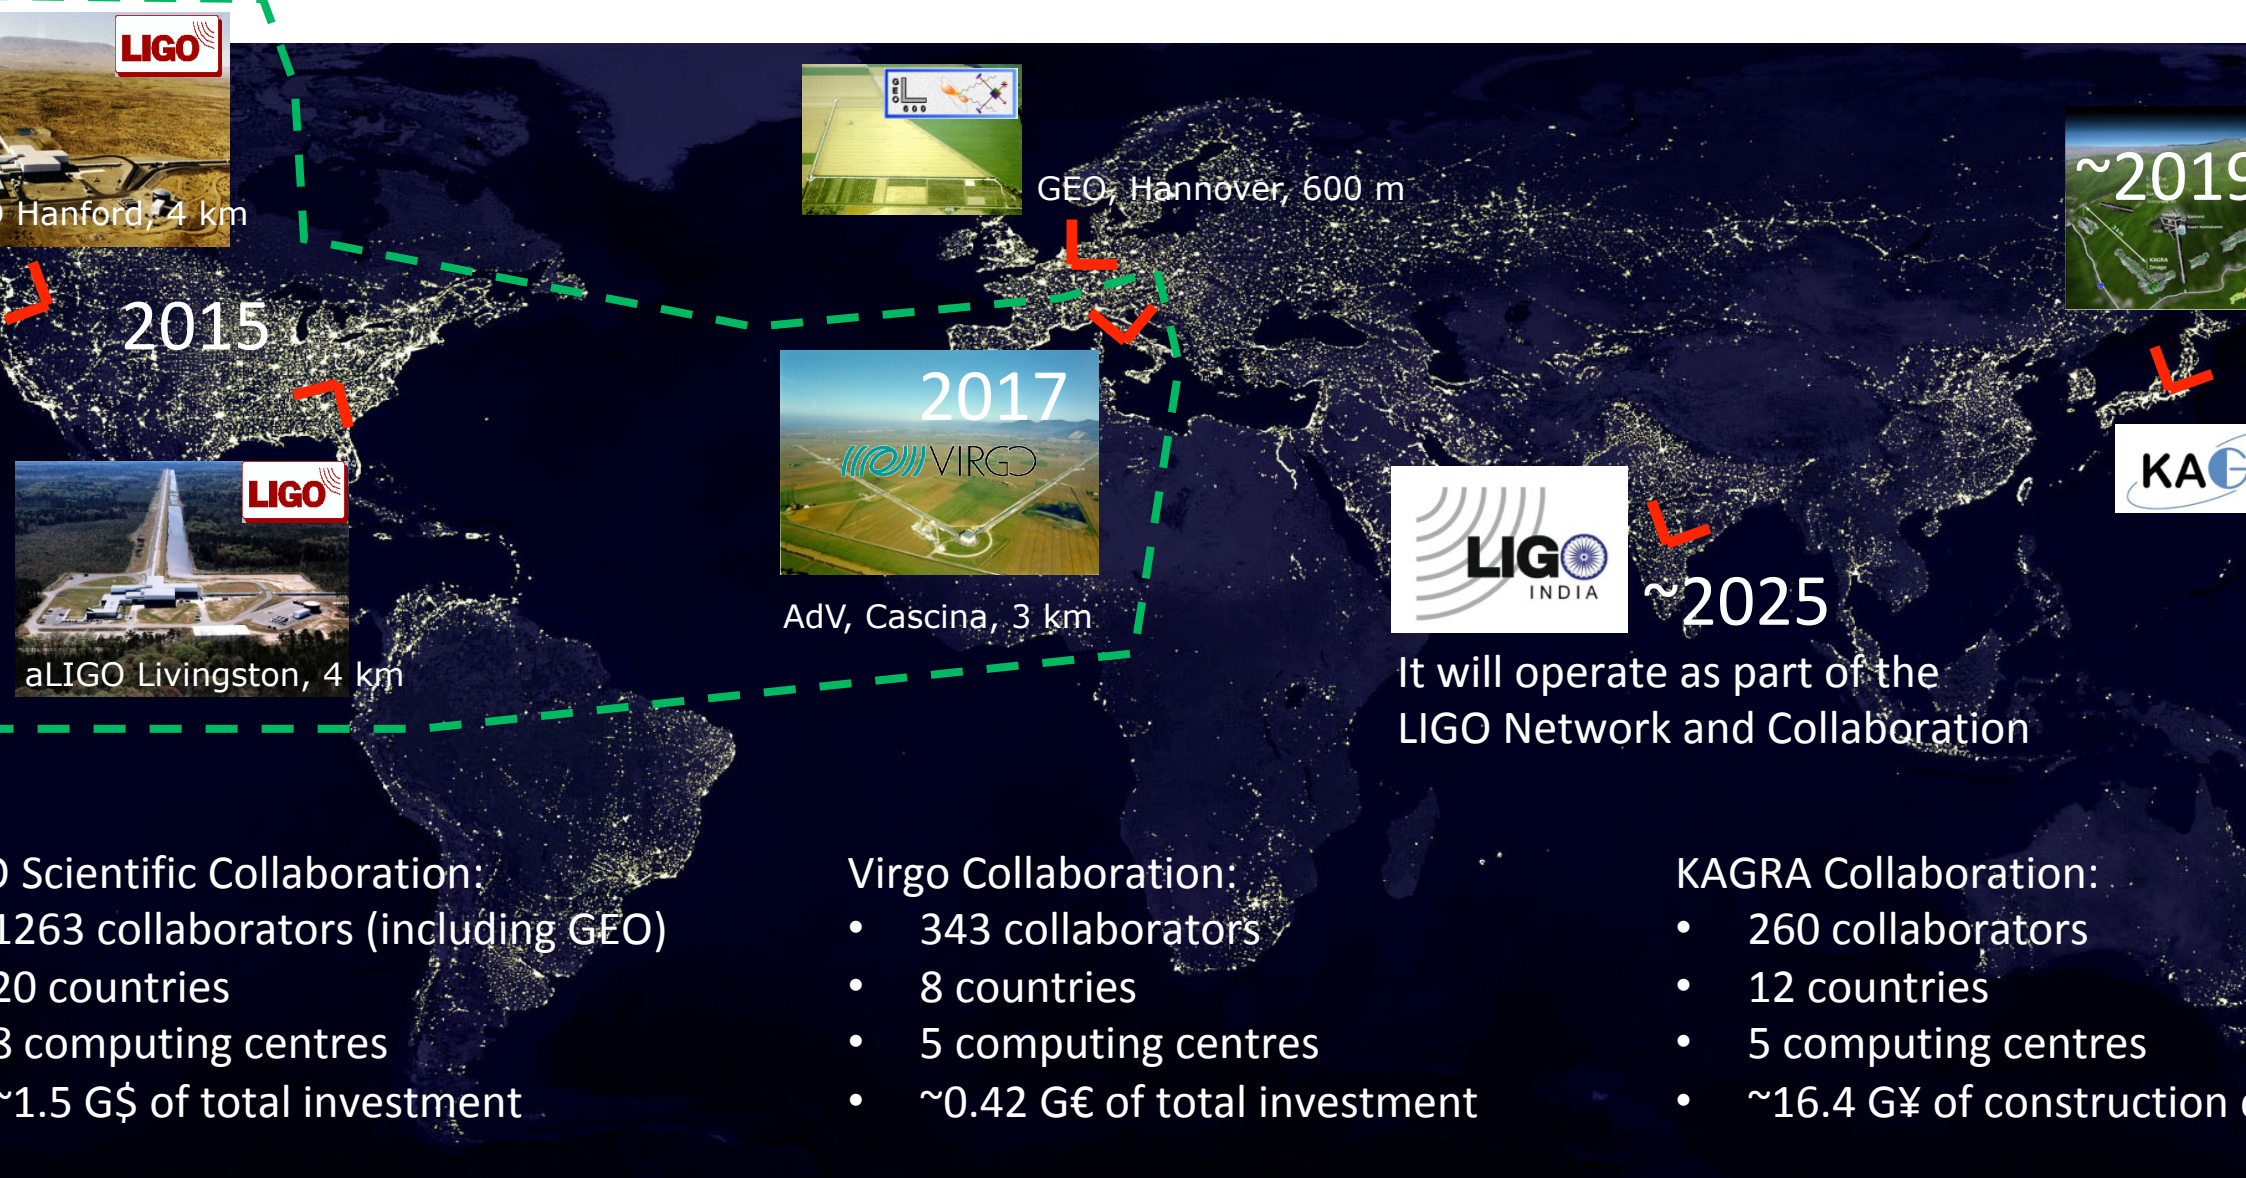 LIGO
GEO 600
Hanford, 4 km
GEO, Hannover, 600 m
~2019
KAGRA
2015
2017
VIRGO
LIGO
aLIGO Livingston, 4 km
AdV, Cascina, 3 km
LIGO
INDIA
~2025
It will operate as part of the
LIGO Network and Collaboration
KAG
Scientific Collaboration:
1263 collaborators (including GEO)
20 countries
computing centres
~1.5 G$ of total investment
Virgo Collaboration:
• 343 collaborators
• 8 countries
• 5 computing centres
• ~0.42 G€ of total investment
KAGRA Collaboration:
• 260 collaborators
• 12 countries
• 5 computing centres
• ~16.4 G¥ of construction